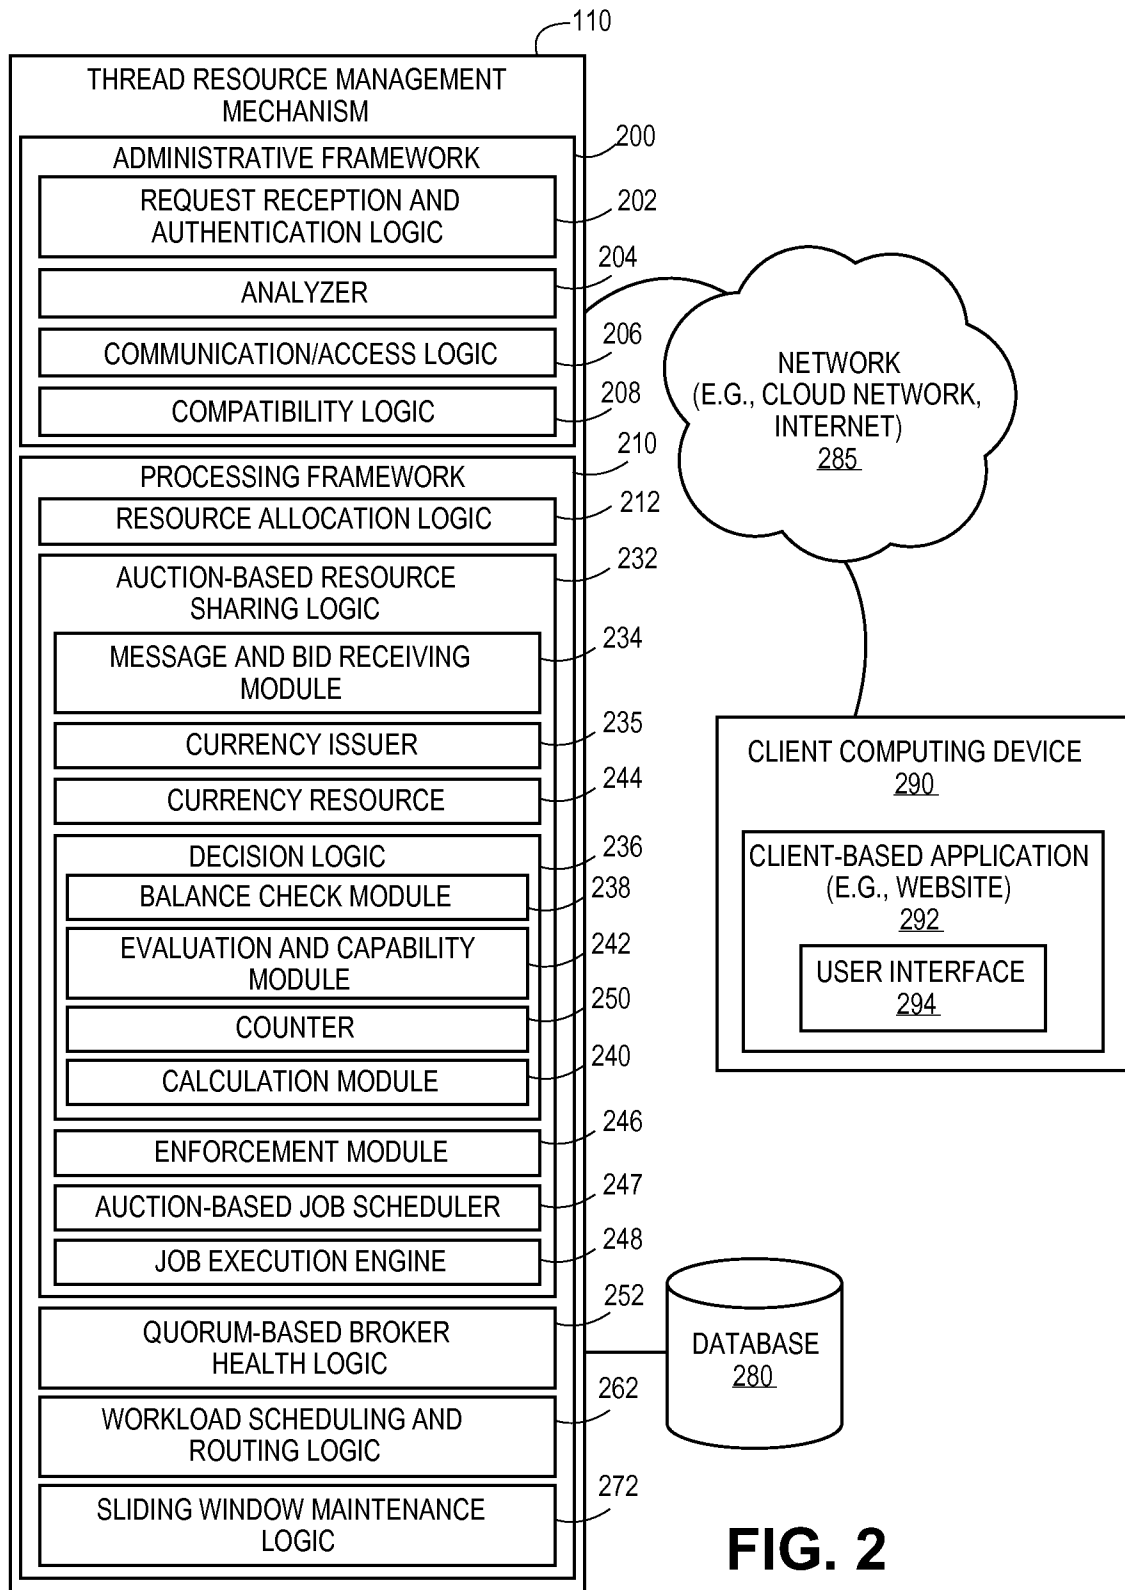 110
THREAD RESOURCE MANAGEMENT
MECHANISM
200
ADMINISTRATIVE FRAMEWORK
REQUEST RECEPTION AND
AUTHENTICATION LOGIC
202
ANALYZER
204
COMMUNICATION/ACCESS LOGIC
206
COMPATIBILITY LOGIC
208
PROCESSING FRAMEWORK
210
RESOURCE ALLOCATION LOGIC
212
AUCTION-BASED RESOURCE
SHARING LOGIC
232
MESSAGE AND BID RECEIVING
MODULE
234
CURRENCY ISSUER
235
CURRENCY RESOURCE
244
DECISION LOGIC
236
BALANCE CHECK MODULE
238
EVALUATION AND CAPABILITY
MODULE
242
COUNTER
250
CALCULATION MODULE
240
ENFORCEMENT MODULE
246
AUCTION-BASED JOB SCHEDULER
247
JOB EXECUTION ENGINE
248
QUORUM-BASED BROKER
HEALTH LOGIC
252
WORKLOAD SCHEDULING AND
ROUTING LOGIC
262
SLIDING WINDOW MAINTENANCE
LOGIC
272
NETWORK
(E.G., CLOUD NETWORK,
INTERNET)
285
CLIENT COMPUTING DEVICE
290
CLIENT-BASED APPLICATION
(E.G., WEBSITE)
292
USER INTERFACE
294
DATABASE
280
FIG. 2